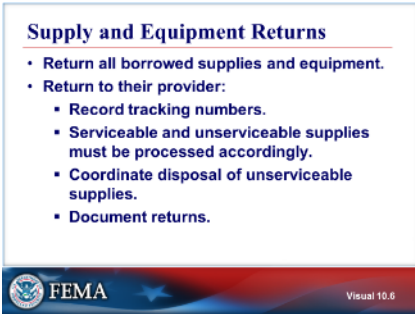 Supply and Equipment Returns
• Return all borrowed supplies and equipment.
• Return to their provider:
▪ Record tracking numbers.
▪ Serviceable and unserviceable supplies
must be processed accordingly.
▪ Coordinate disposal of unserviceable
supplies.
▪ Document returns.
FEMA
Visual 10.6